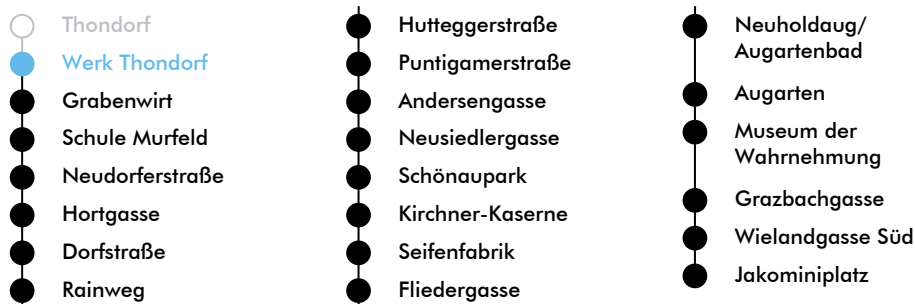 Thondorf
Werk Thondorf
Grabenwirt
Schule Murfeld
Neudorferstraße
Hortgasse
Dorfstraße
Rainweg
Hutteggerstraße
Puntigamerstraße
Andersengasse
Neusiedlergasse
Schönaupark
Kirchner-Kaserne
Seifenfabrik
Fliedergasse
Neuholdaug/
Augartenbad
Augarten
Museum der
Wahrnehmung
Grazbachgasse
Wielandgasse Süd
Jakominiplatz